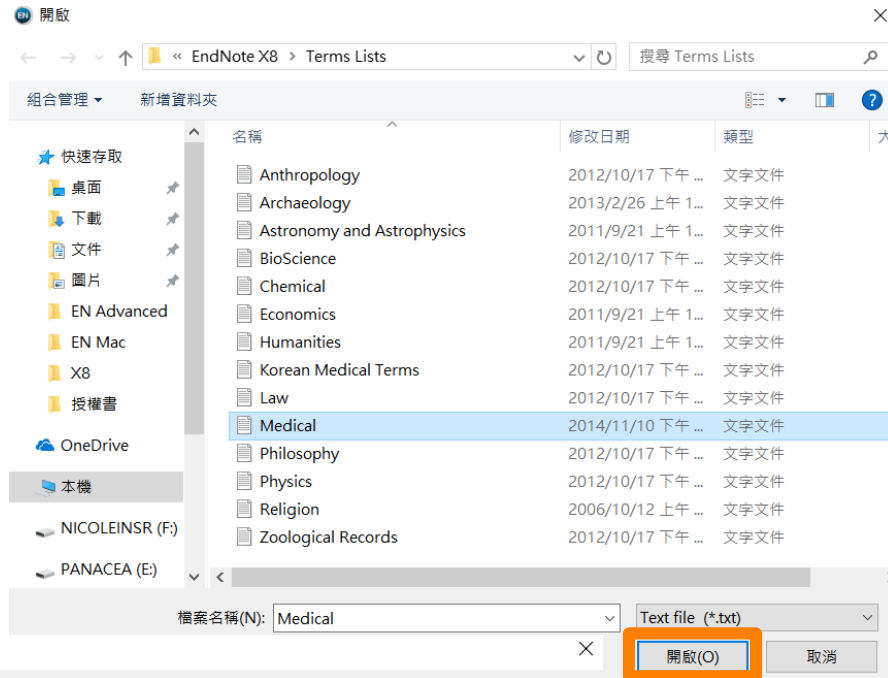 EN 開啟
« EndNote X8 > Terms Lists 搜尋 Terms Lists
組合管理 新增資料夾 ?
名稱 修改日期 類型
快速存取
桌面
下載
文件
圖片
EN Advanced
EN Mac
X8
授權書
OneDrive
本機
NICOLEINSR (F:)
PANACEA (E:)
Anthropology 2012/10/17 下午 ... 文字文件
Archaeology 2013/2/26 上午 1... 文字文件
Astronomy and Astrophysics 2011/9/21 上午 1... 文字文件
BioScience 2012/10/17 下午 ... 文字文件
Chemical 2012/10/17 下午 ... 文字文件
Economics 2011/9/21 上午 1... 文字文件
Humanities 2011/9/21 上午 1... 文字文件
Korean Medical Terms 2012/10/17 下午 ... 文字文件
Law 2012/10/17 下午 ... 文字文件
Medical 2014/11/10 下午 ... 文字文件
Philosophy 2012/10/17 下午 ... 文字文件
Physics 2012/10/17 下午 ... 文字文件
Religion 2006/10/12 上午 ... 文字文件
Zoological Records 2012/10/17 下午 ... 文字文件
檔案名稱(N): Medical Text file (*.txt)
開啟(O) 取消